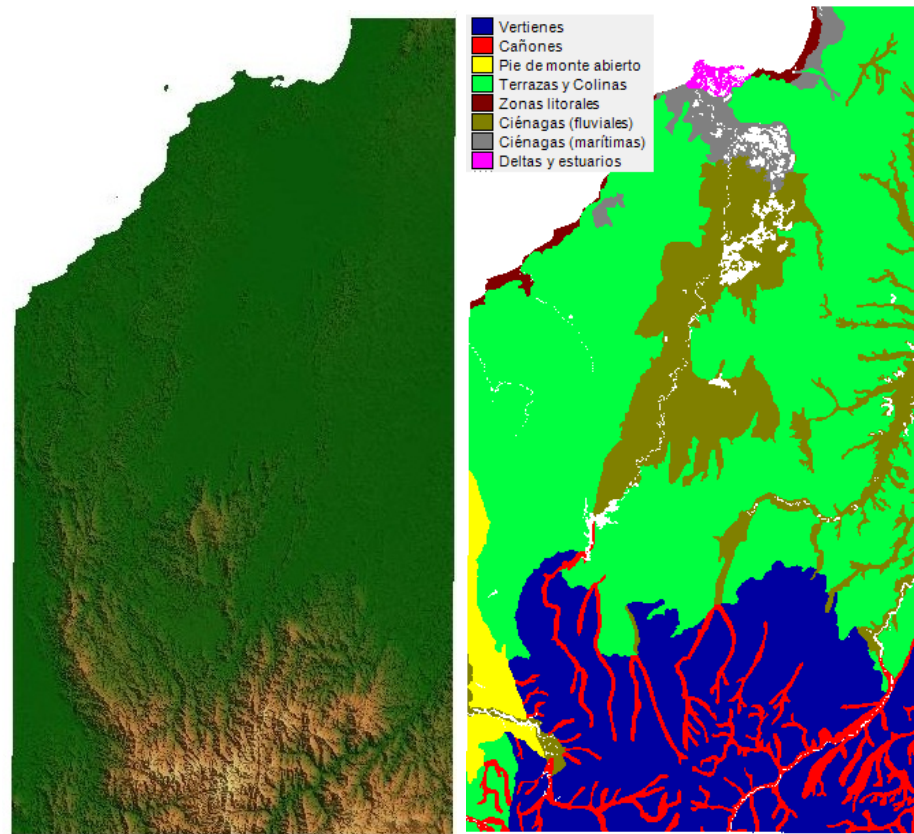 Vertienes
Cañones
Pie de monte abierto
Terrazas y Colinas
Zonas litorales
Ciénagas (fluviales)
Ciénagas (marítimas)
Deltas y estuarios